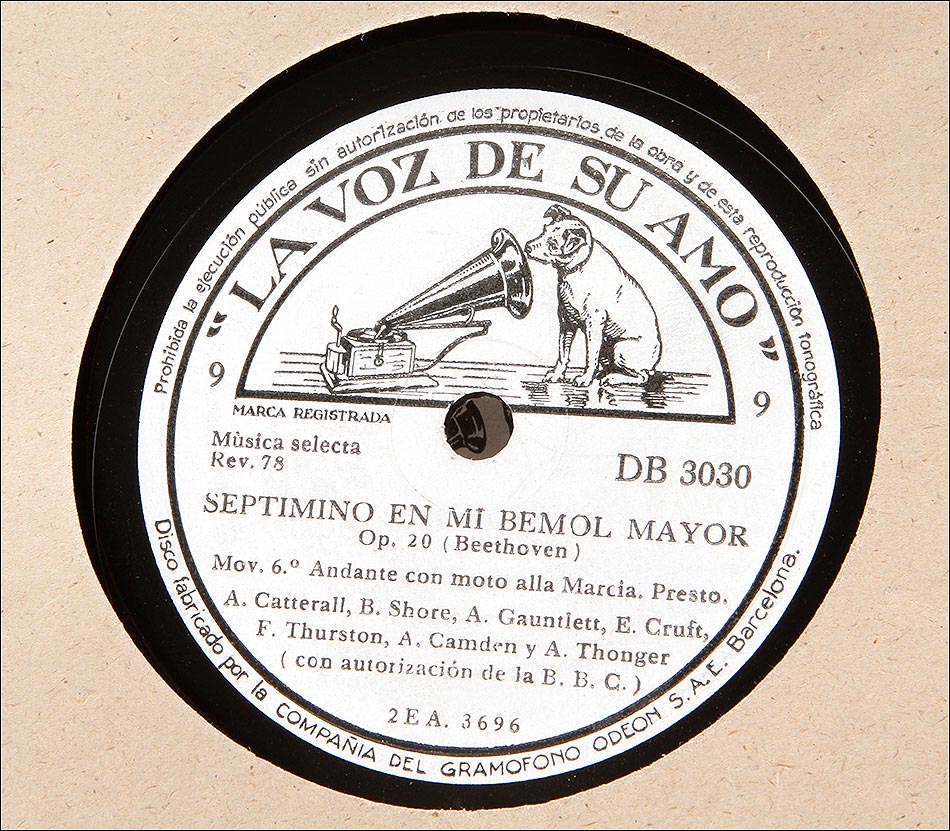 Prohibida la ejecución pública sin autorización de los propietarios de la obra y de esta reproducción fonográfica
"LA VOZ DE SU AMO"
9 9
MARCA REGISTRADA
Mùsica selecta
Rev. 78
DB 3030
SEPTIMINO EN MI BEMOL MAYOR
Op. 20 (Beethoven)
Mov. 6.º Andante con moto alla Marcia. Presto.
A. Catterall, B. Shore, A. Gauntlett, E. Cruft,
F. Thurston, A. Camden y A. Thonger
(con autorización de la B. B. C.)
2EA. 3696
Disco fabricado por la COMPAÑIA DEL GRAMOFONO ODEON S.A.E. Barcelona.